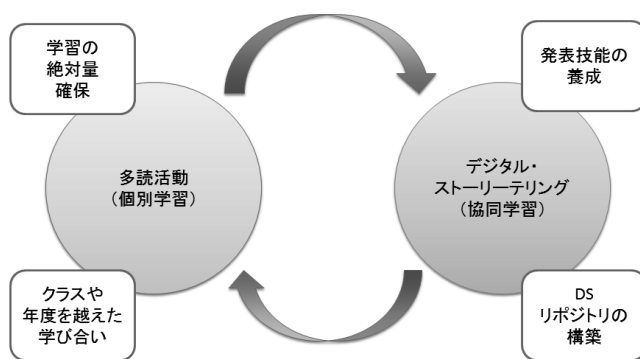 学習の
絶対量
確保
多読活動
（個別学習）
クラスや
年度を越えた
学び合い
発表技能の
養成
デジタル・
ストーリーテリング
（協同学習）
DS
リポジトリの
構築